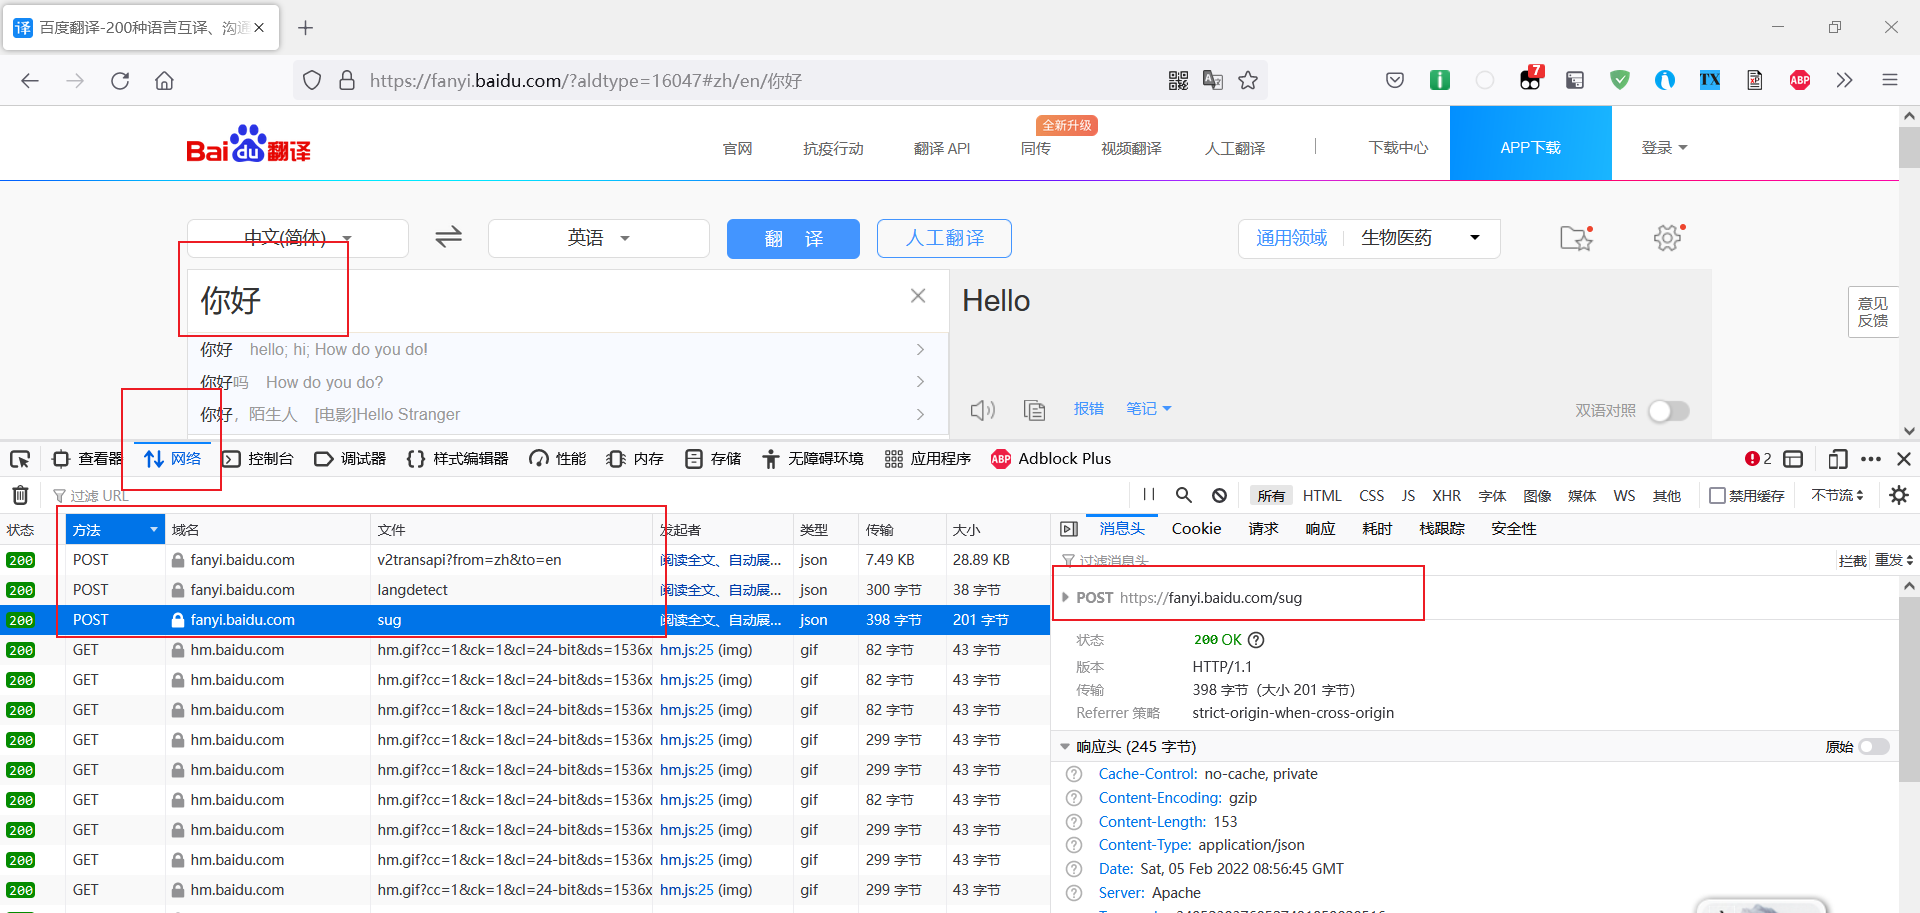 译 百度翻译-200种语言互译、沟通
https://fanyi.baidu.com/?aldtype=16047#zh/en/你好
7
TX
ABP
Baidu翻译
官网 抗疫行动 翻译 API 同传 全新升级 视频翻译 人工翻译 下载中心 APP下载 登录
中文(简体) 英语 翻 译 人工翻译 通用领域 生物医药
你好
Hello
意见
反馈
你好 hello; hi; How do you do!
你好吗 How do you do?
你好，陌生人 [电影]Hello Stranger
报错 笔记 双语对照
查看器 网络 控制台 调试器 样式编辑器 性能 内存 存储 无障碍环境 应用程序 ABP Adblock Plus 2
过滤 URL 所有 HTML CSS JS XHR 字体 图像 媒体 WS 其他 禁用缓存 不节流
状态 方法 域名 文件 发起者 类型 传输 大小
200 POST fanyi.baidu.com v2transapi?from=zh&to=en 阅读全文、自动展... json 7.49 KB 28.89 KB
200 POST fanyi.baidu.com langdetect 阅读全文、自动展... json 300 字节 38 字节
200 POST fanyi.baidu.com sug 阅读全文、自动展... json 398 字节 201 字节
200 GET hm.baidu.com hm.gif?cc=1&ck=1&cl=24-bit&ds=1536x hm.js:25 (img) gif 82 字节 43 字节
200 GET hm.baidu.com hm.gif?cc=1&ck=1&cl=24-bit&ds=1536x hm.js:25 (img) gif 82 字节 43 字节
200 GET hm.baidu.com hm.gif?cc=1&ck=1&cl=24-bit&ds=1536x hm.js:25 (img) gif 82 字节 43 字节
200 GET hm.baidu.com hm.gif?cc=1&ck=1&cl=24-bit&ds=1536x hm.js:25 (img) gif 299 字节 43 字节
200 GET hm.baidu.com hm.gif?cc=1&ck=1&cl=24-bit&ds=1536x hm.js:25 (img) gif 299 字节 43 字节
200 GET hm.baidu.com hm.gif?cc=1&ck=1&cl=24-bit&ds=1536x hm.js:25 (img) gif 82 字节 43 字节
200 GET hm.baidu.com hm.gif?cc=1&ck=1&cl=24-bit&ds=1536x hm.js:25 (img) gif 299 字节 43 字节
200 GET hm.baidu.com hm.gif?cc=1&ck=1&cl=24-bit&ds=1536x hm.js:25 (img) gif 299 字节 43 字节
200 GET hm.baidu.com hm.gif?cc=1&ck=1&cl=24-bit&ds=1536x hm.js:25 (img) gif 299 字节 43 字节
消息头 Cookie 请求 响应 耗时 栈跟踪 安全性
过滤消息头 拦截 重发
POST https://fanyi.baidu.com/sug
状态 200 OK
版本 HTTP/1.1
传输 398 字节（大小 201 字节）
Referrer 策略 strict-origin-when-cross-origin
响应头 (245 字节) 原始
Cache-Control: no-cache, private
Content-Encoding: gzip
Content-Length: 153
Content-Type: application/json
Date: Sat, 05 Feb 2022 08:56:45 GMT
Server: Apache